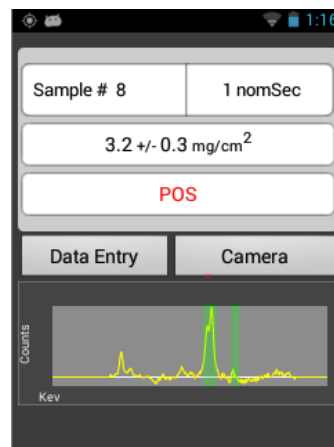 1:16
Sample # 8
1 nomSec
3.2 +/- 0.3 mg/cm2
POS
Data Entry
Camera
Counts
Kev